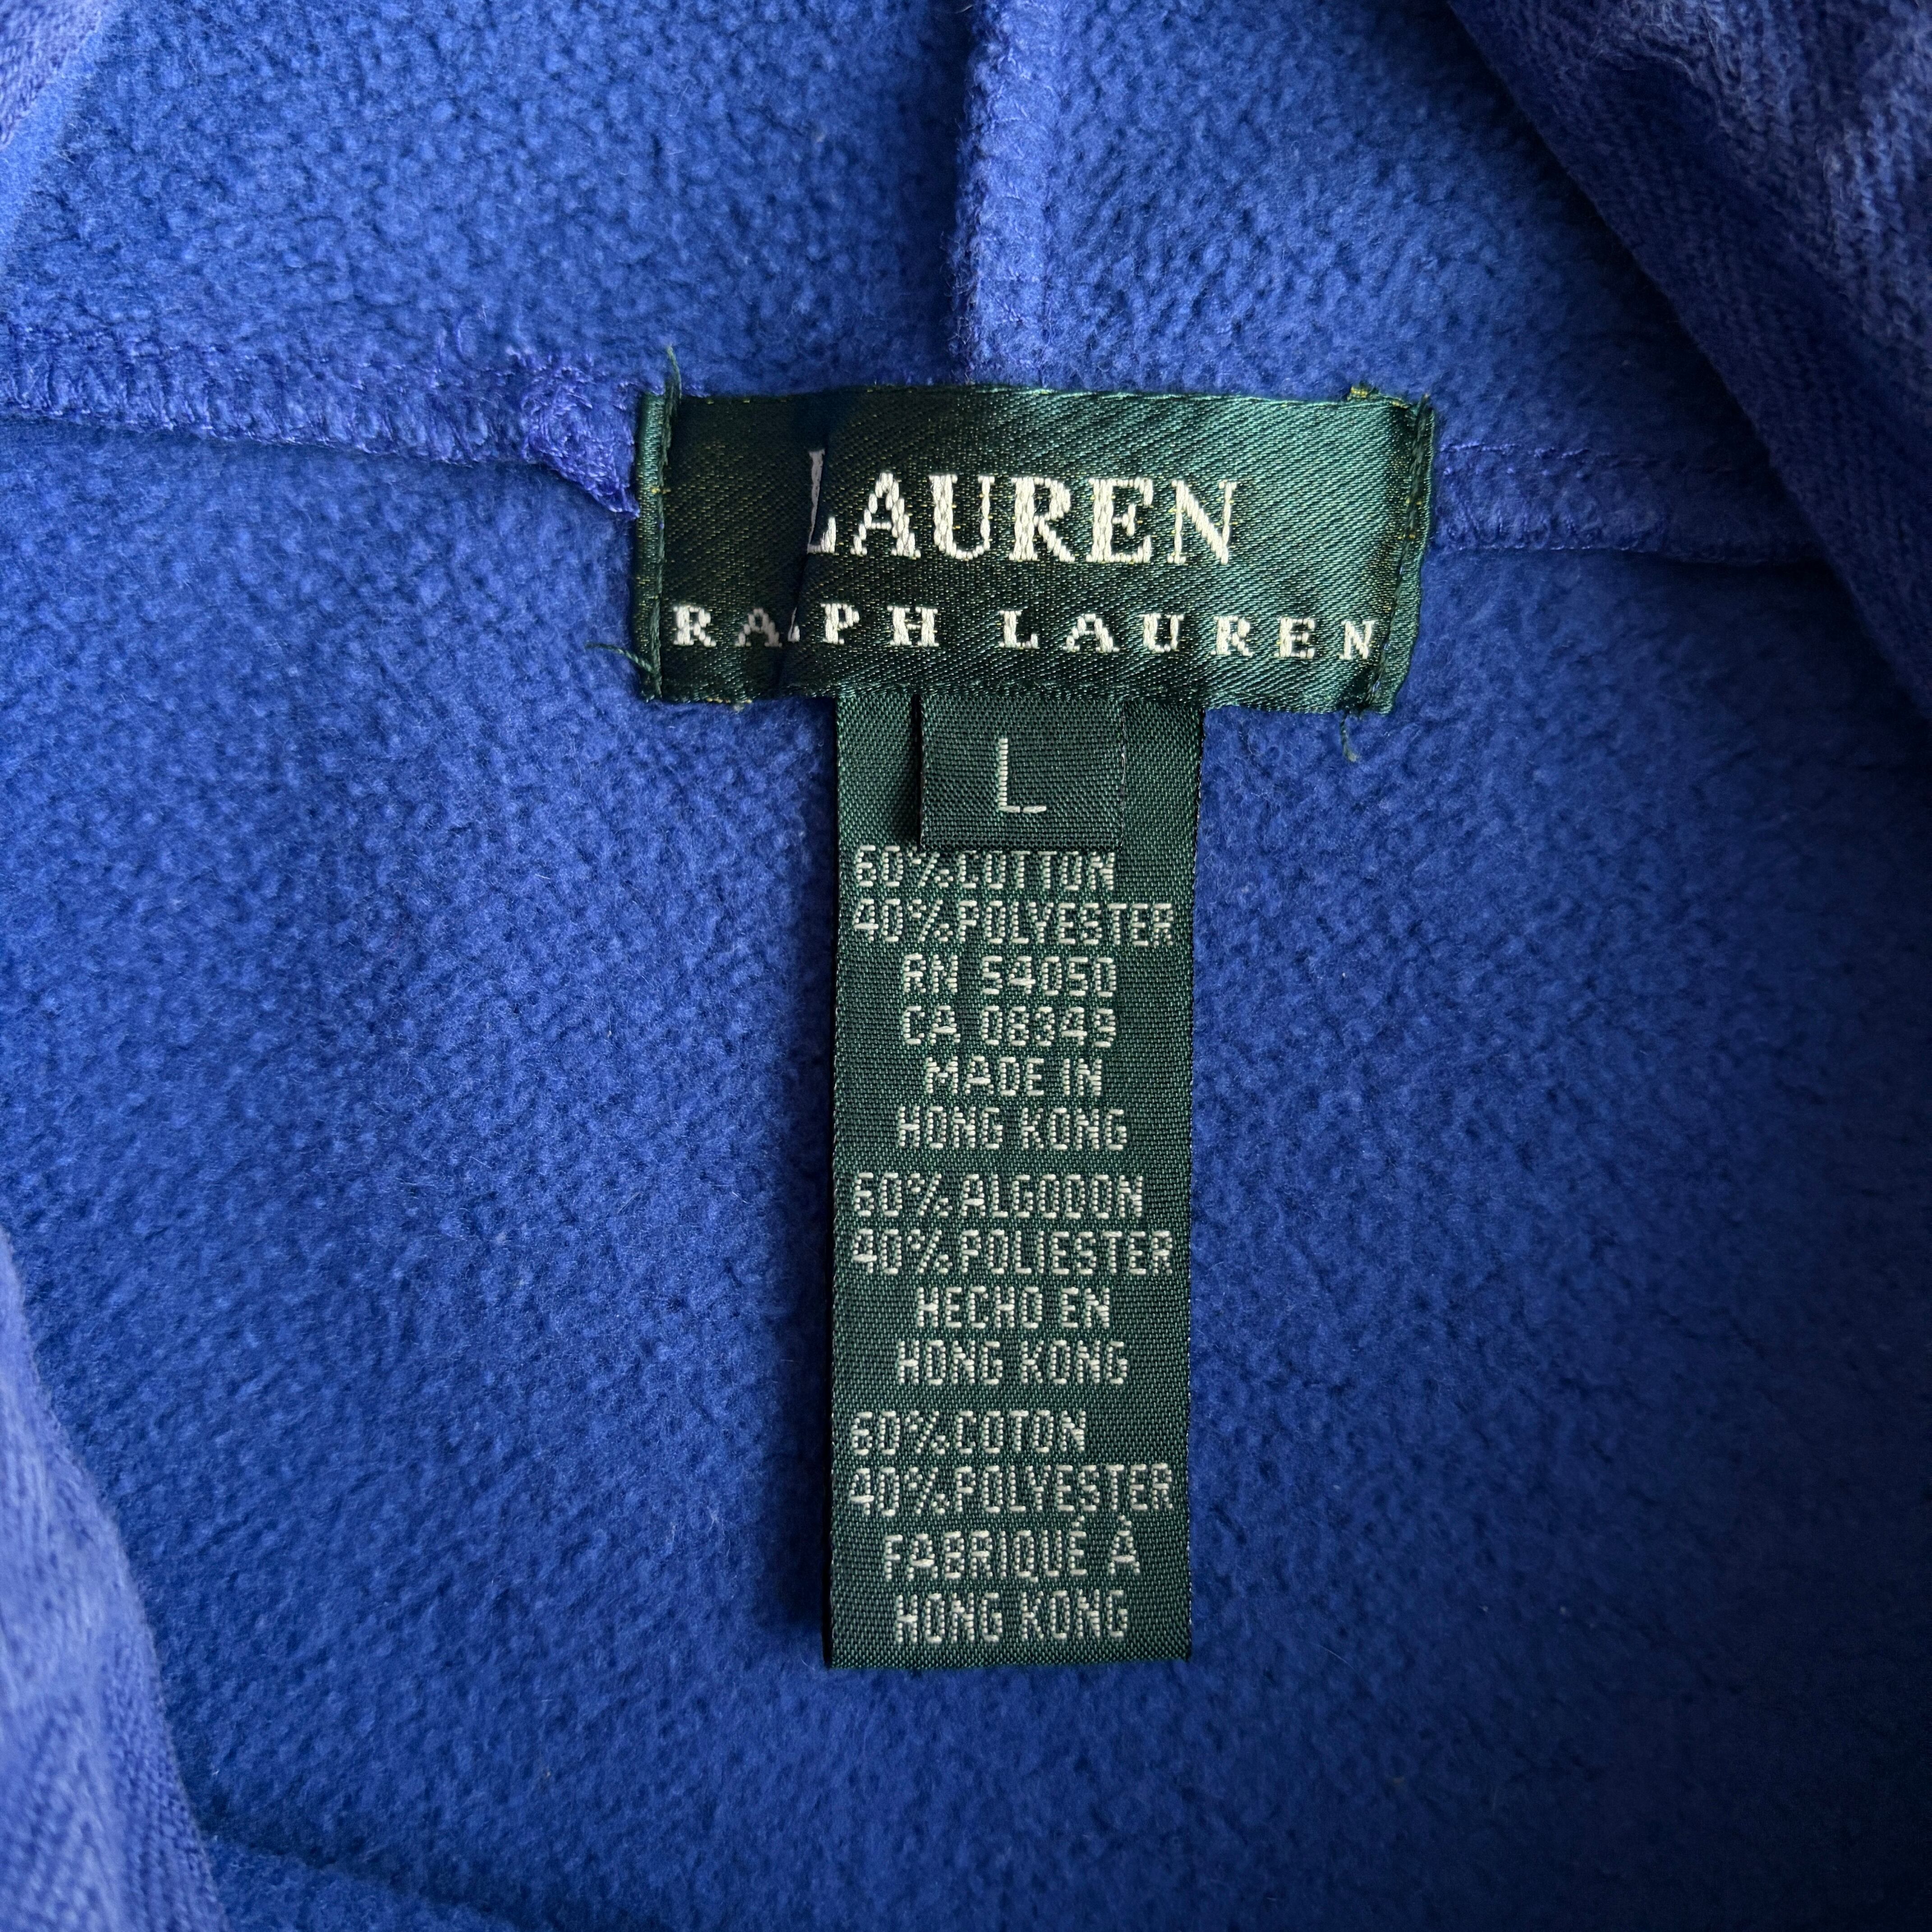 LAUREN
RALPH LAUREN
L
60% COTTON
40% POLYESTER
RN 54050
CA 08349
MADE IN
HONG KONG
60% ALGODON
40% POLIESTER
HECHO EN
HONG KONG
60% COTON
40% POLYESTER
FABRIQUÉ À
HONG KONG